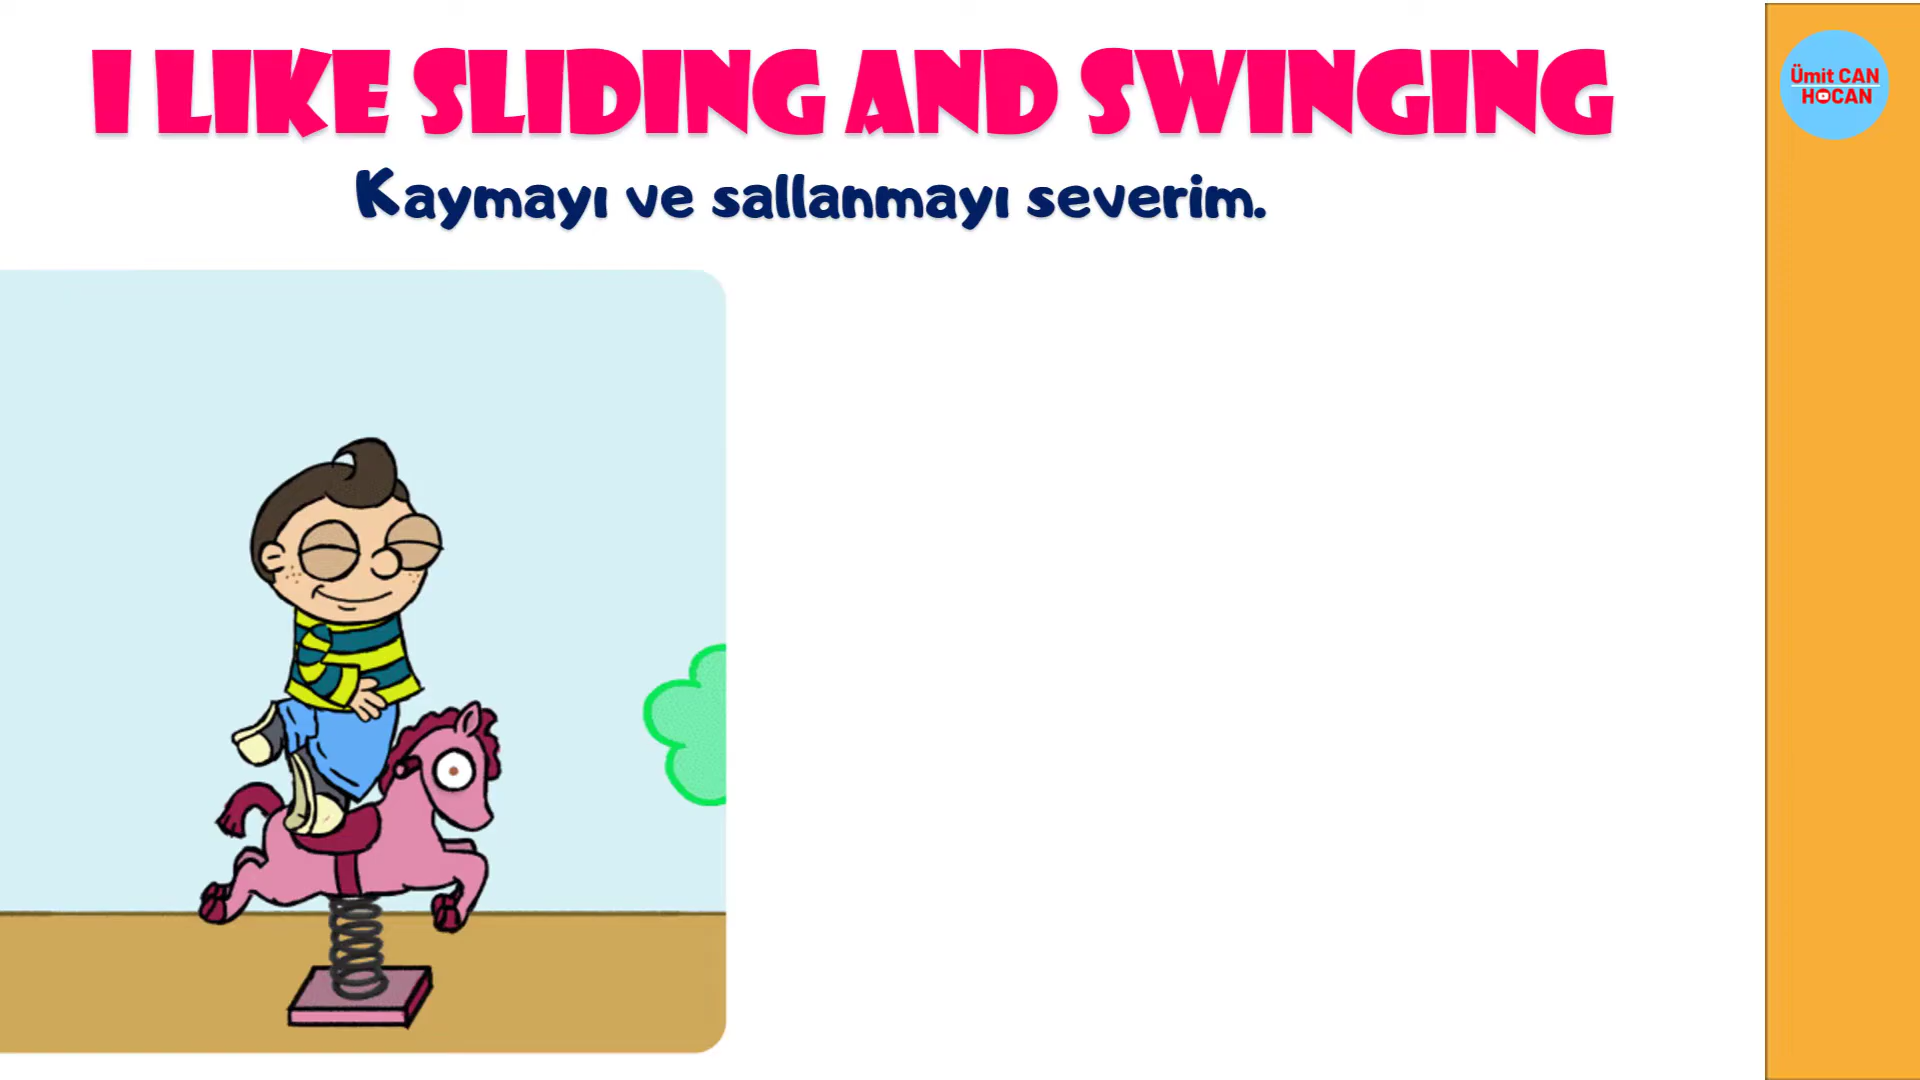 I LIKE SLIDING AND SWINGING
Kaymayı ve sallanmayı severim.
Ümit CAN
HOCAN